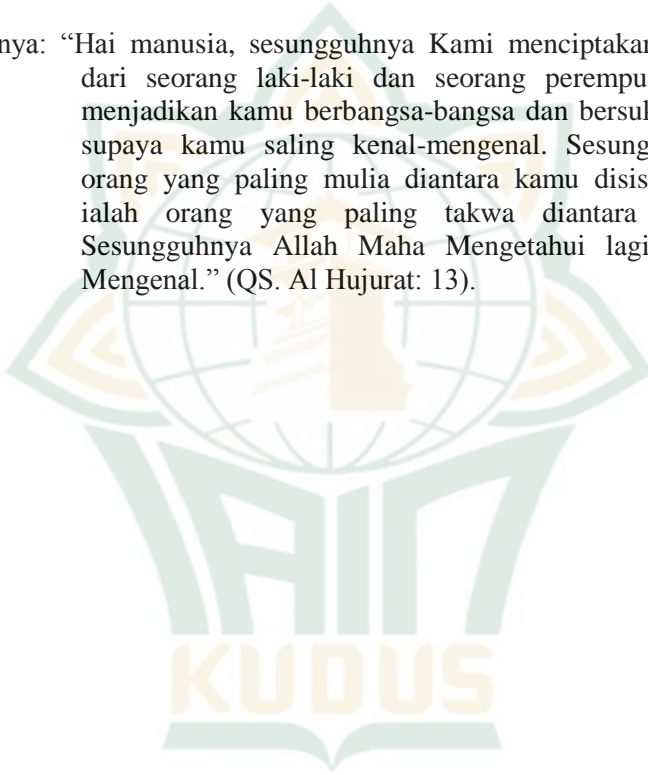 nya: “Hai manusia, sesungguhnya Kami menciptakan
dari seorang laki-laki dan seorang perempu
menjadikan kamu berbangsa-bangsa dan bersuk
supaya kamu saling kenal-mengenal. Sesung
orang yang paling mulia diantara kamu disis
ialah orang yang paling takwa diantara
Sesungguhnya Allah Maha Mengetahui lagi
Mengenal.” (QS. Al Hujurat: 13).
IAIN
KUDUS